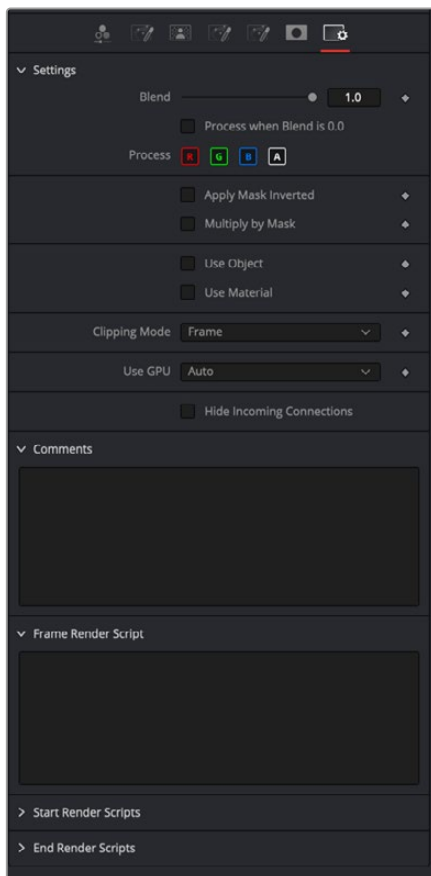 Settings
Blend 1.0
Process when Blend is 0.0
Process R G B A
Apply Mask Inverted
Multiply by Mask
Use Object
Use Material
Clipping Mode Frame
Use GPU Auto
Hide Incoming Connections
Comments
Frame Render Script
Start Render Scripts
End Render Scripts